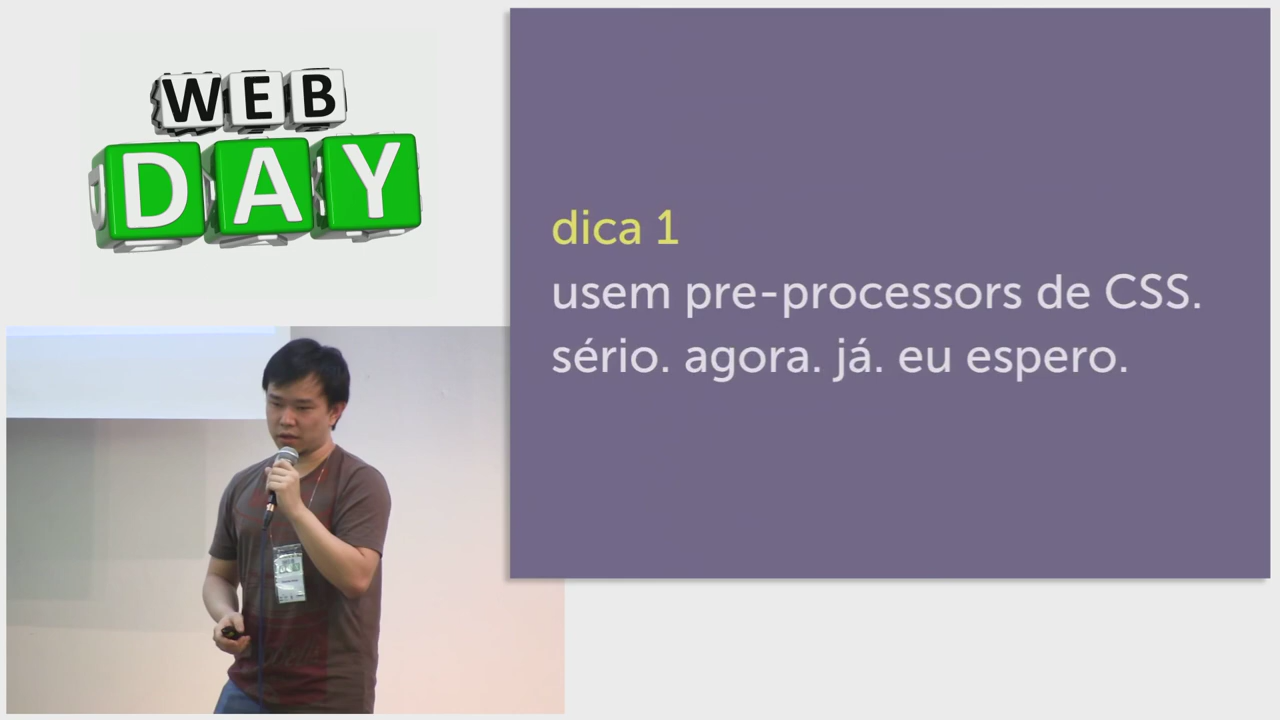 WEB
DAY
dica 1
usem pre-processors de CSS.
sério. agora. já. eu espero.